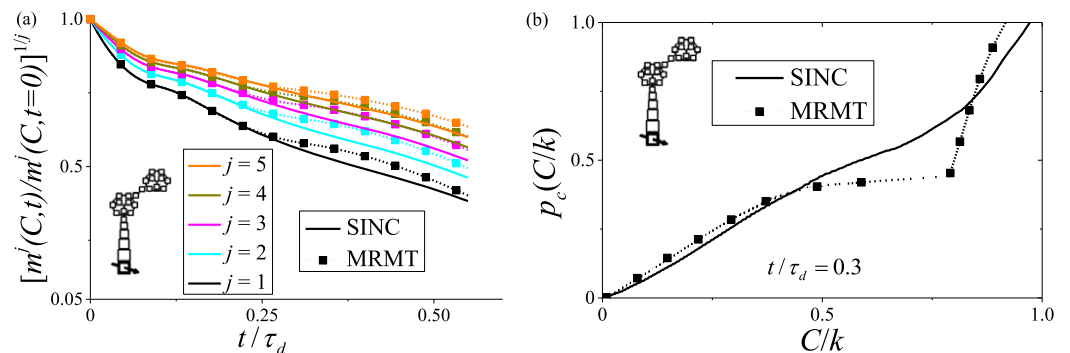 (a)
[m^j(C,t)/m^j(C,t=0)]^{1/j}
1.0
0.5
0.05
j = 5
j = 4
j = 3
j = 2
j = 1
SINC
MRMT
0
0.25
0.50
t/τ_d
(b)
p_c(C/k)
1.0
0.5
0
SINC
MRMT
t/τ_d = 0.3
0
0.5
1.0
C/k